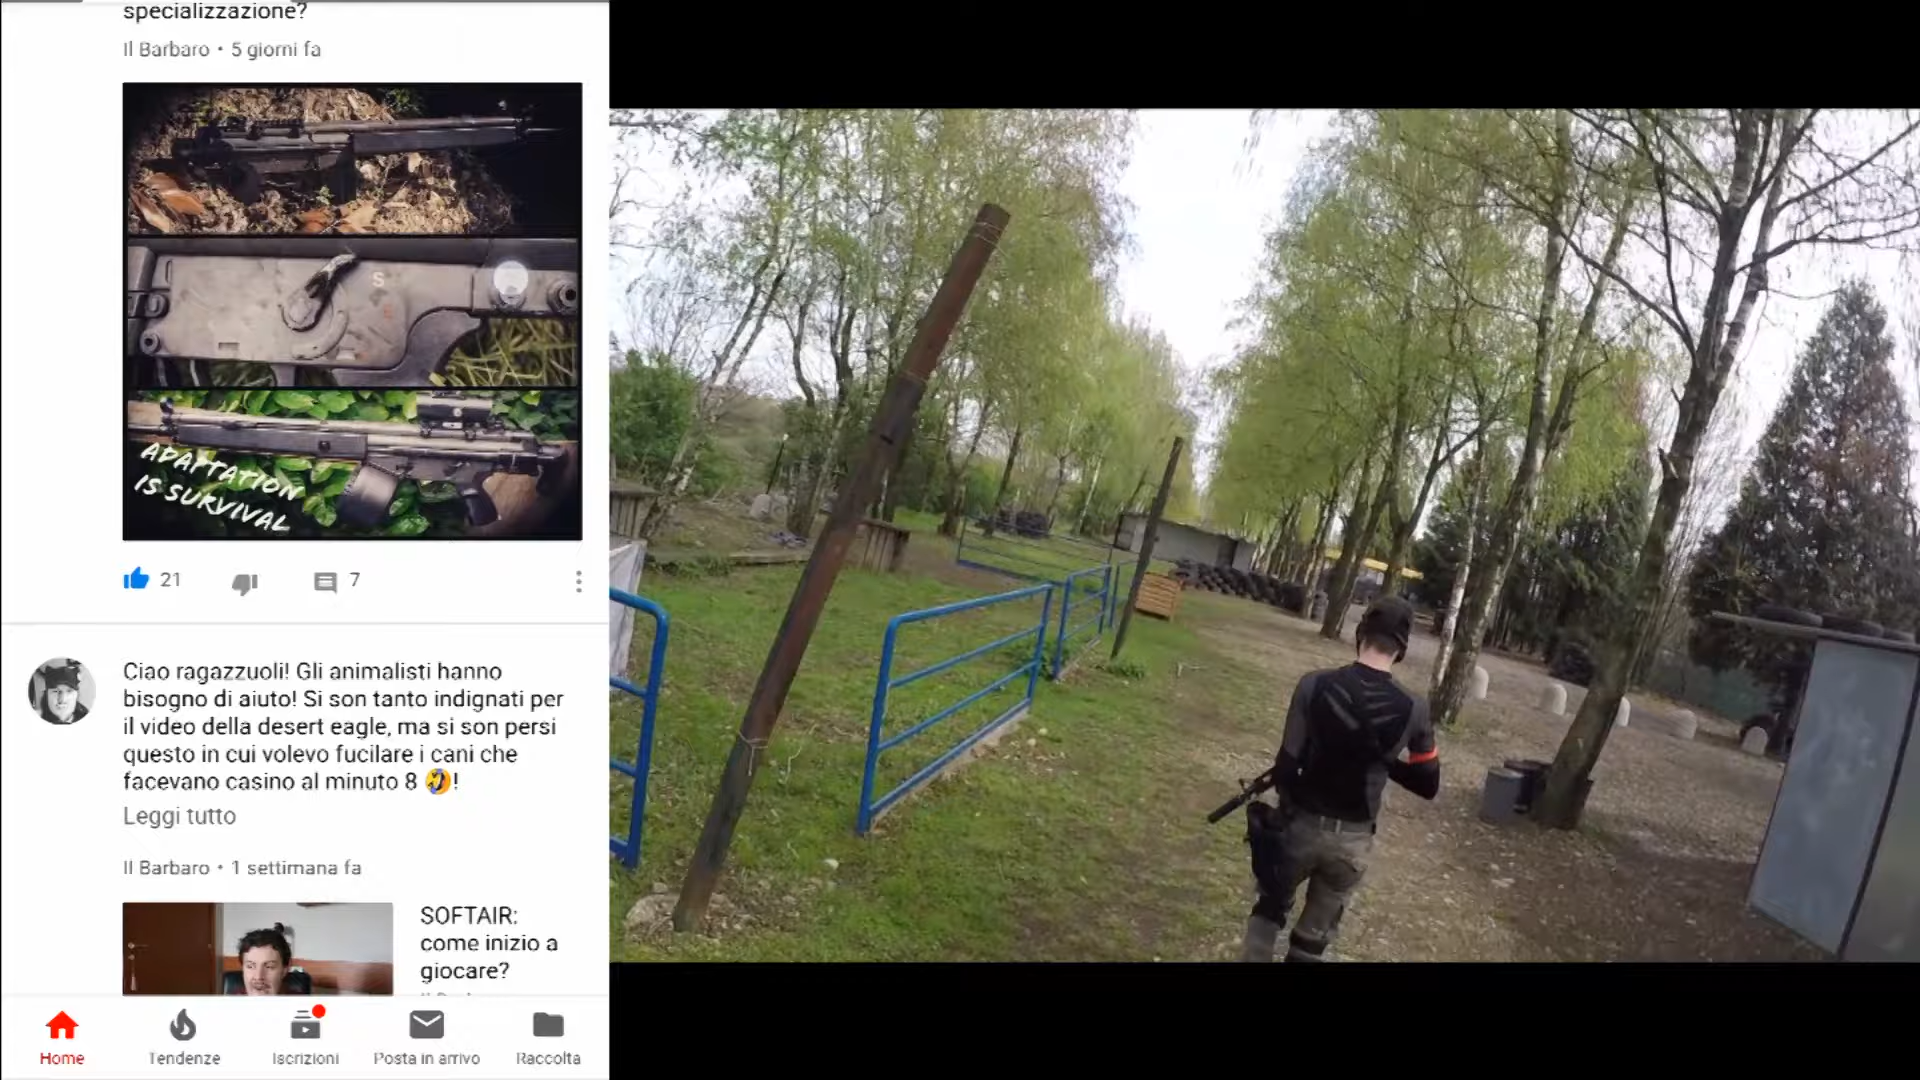 specializzazione?
Il Barbaro • 5 giorni fa
S
ADAPTATION
IS SURVIVAL
21
7
Ciao ragazzuoli! Gli animalisti hanno
bisogno di aiuto! Si son tanto indignati per
il video della desert eagle, ma si son persi
questo in cui volevo fucilare i cani che
facevano casino al minuto 8 🤣!
Leggi tutto
Il Barbaro • 1 settimana fa
SOFTAIR:
come inizio a
giocare?
Home
Tendenze
Iscrizioni
Posta in arrivo
Raccolta